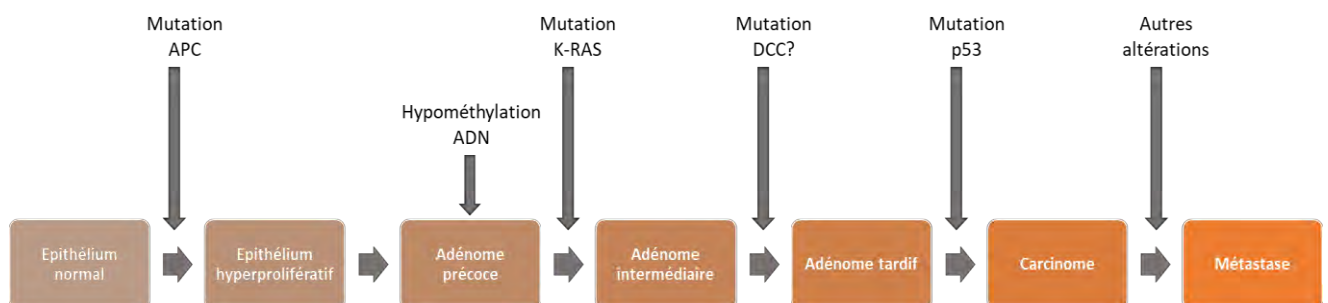 Mutation
APC
Mutation
K-RAS
Mutation
DCC?
Mutation
p53
Autres
altérations
Hypométhylation
ADN
Epithélium
normal
Epithélium
hyperprolifératif
Adénome
précoce
Adénome
intermédiaire
Adénome tardif
Carcinome
Métastase